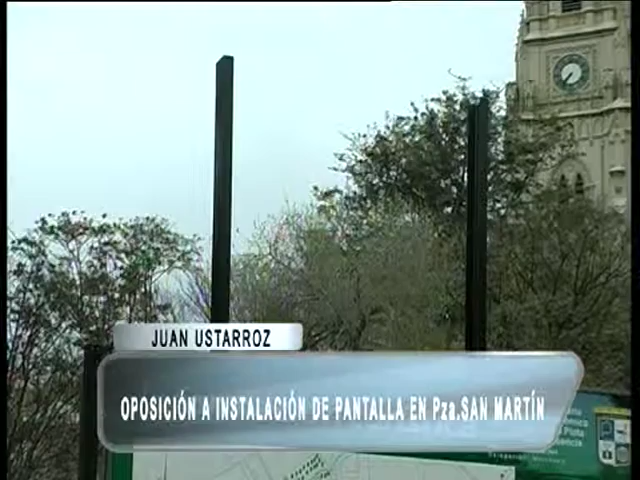 JUAN USTARROZ
OPOSICIÓN A INSTALACIÓN DE PANTALLA EN Pza.SAN MARTÍN